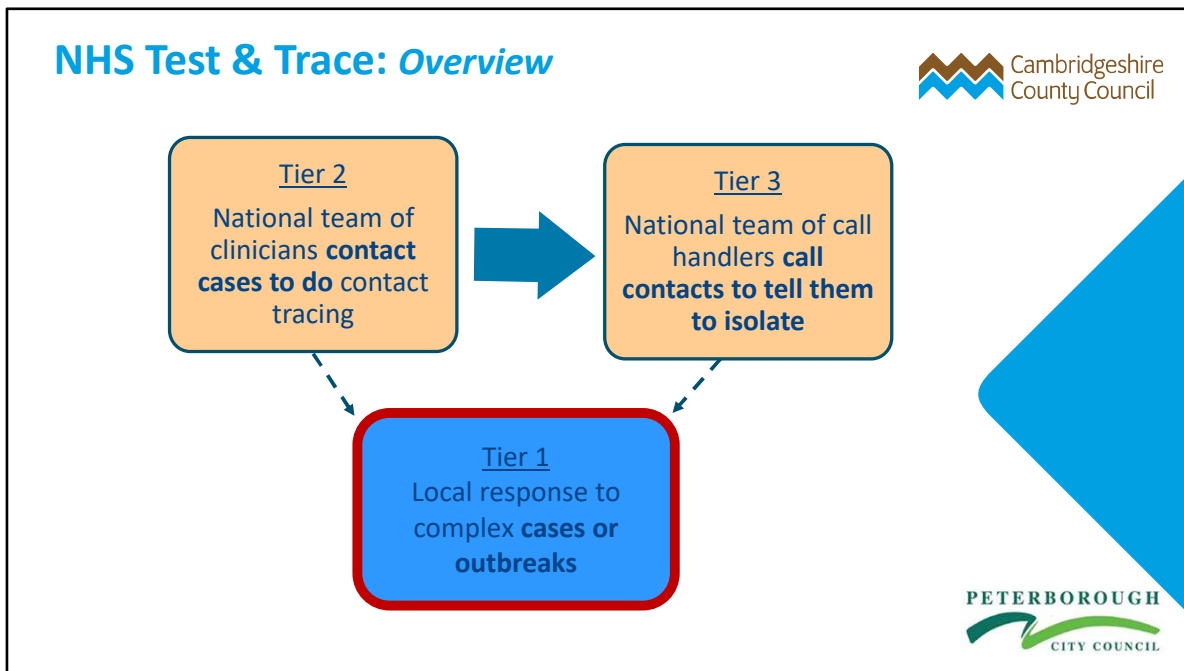 NHS Test & Trace: Overview
Cambridgeshire
County Council
Tier 2
National team of
clinicians contact
cases to do contact
tracing
Tier 3
National team of call
handlers call
contacts to tell them
to isolate
Tier 1
Local response to
complex cases or
outbreaks
PETERBOROUGH
CITY COUNCIL